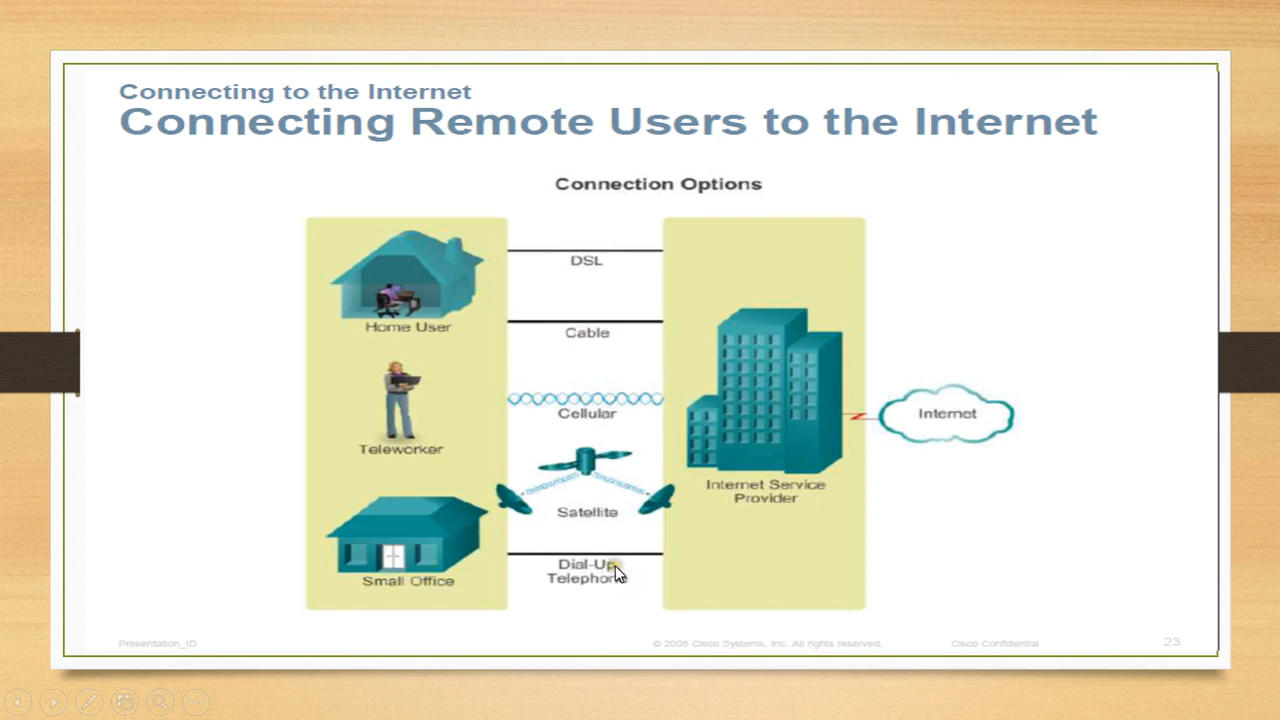 Connecting to the Internet
Connecting Remote Users to the Internet
Connection Options
DSL
Home User
Cable
Cellular
Internet
Teleworker
Internet Service
Provider
Satellite
Dial-Up
Telephone
Small Office
Presentation_ID
© 2008 Cisco Systems, Inc. All rights reserved.
Cisco Confidential
23